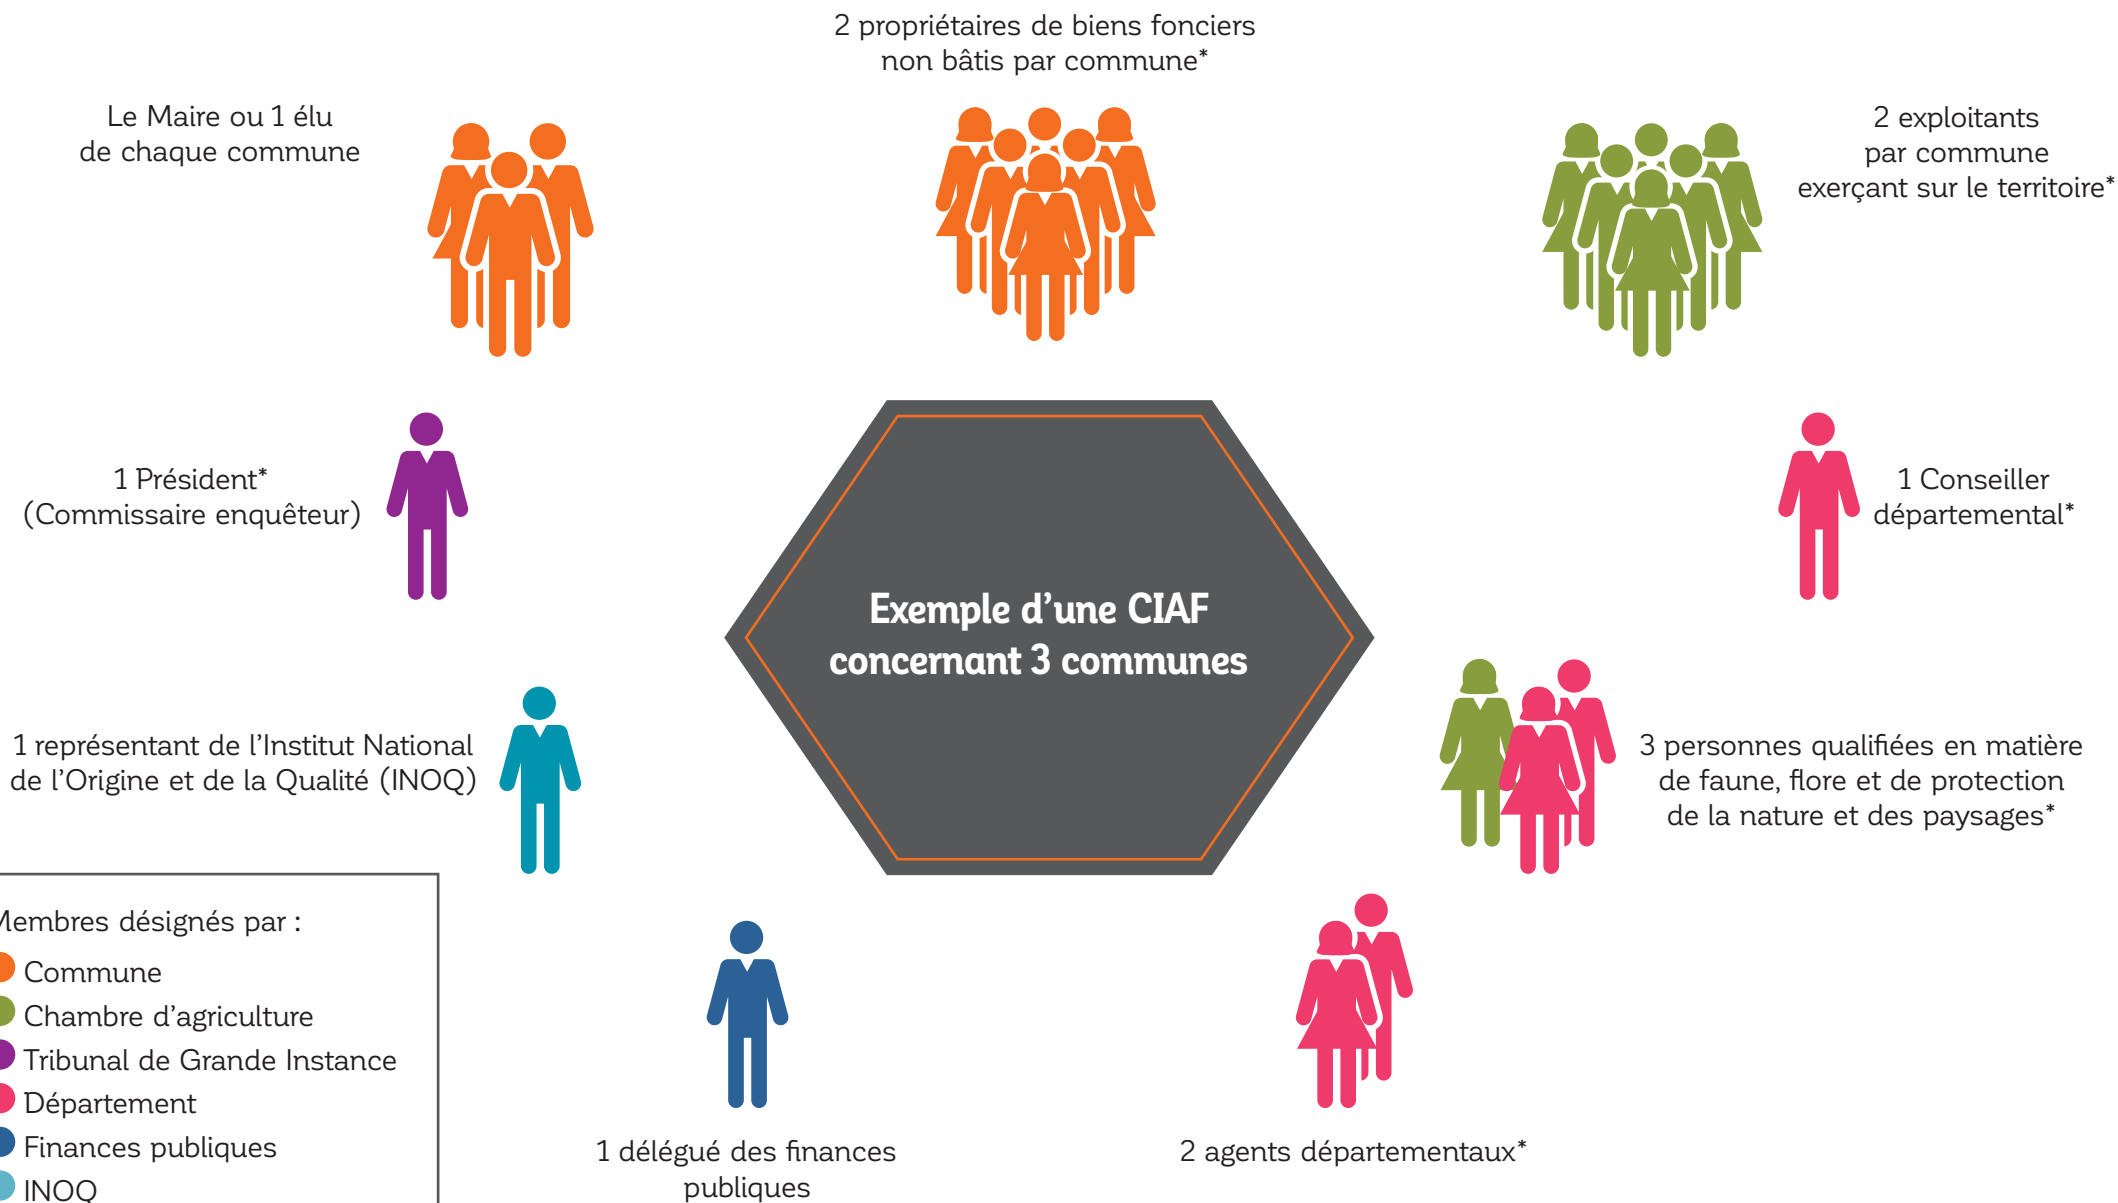 2 propriétaires de biens fonciers
non bâtis par commune*
Le Maire ou 1 élu
de chaque commune
2 exploitants
par commune
exerçant sur le territoire*
1 Président*
(Commissaire enquêteur)
1 Conseiller
départemental*
Exemple d’une CIAF
concernant 3 communes
1 représentant de l’Institut National
de l’Origine et de la Qualité (INOQ)
3 personnes qualifiées en matière
de faune, flore et de protection
de la nature et des paysages*
Membres désignés par :
Commune
Chambre d’agriculture
Tribunal de Grande Instance
Département
Finances publiques
INOQ
1 délégué des finances
publiques
2 agents départementaux*